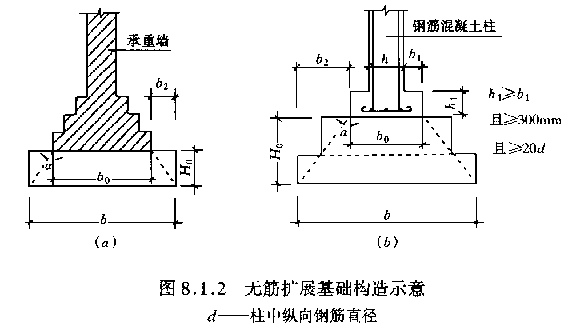 承重墙
b2
H0
α
b0
b
(a)
钢筋混凝土柱
b2
h
b1
h1
h1≥b1
且≥300mm
且≥20d
H0
α
b0
b
(b)
图 8.1.2 无筋扩展基础构造示意
d——柱中纵向钢筋直径